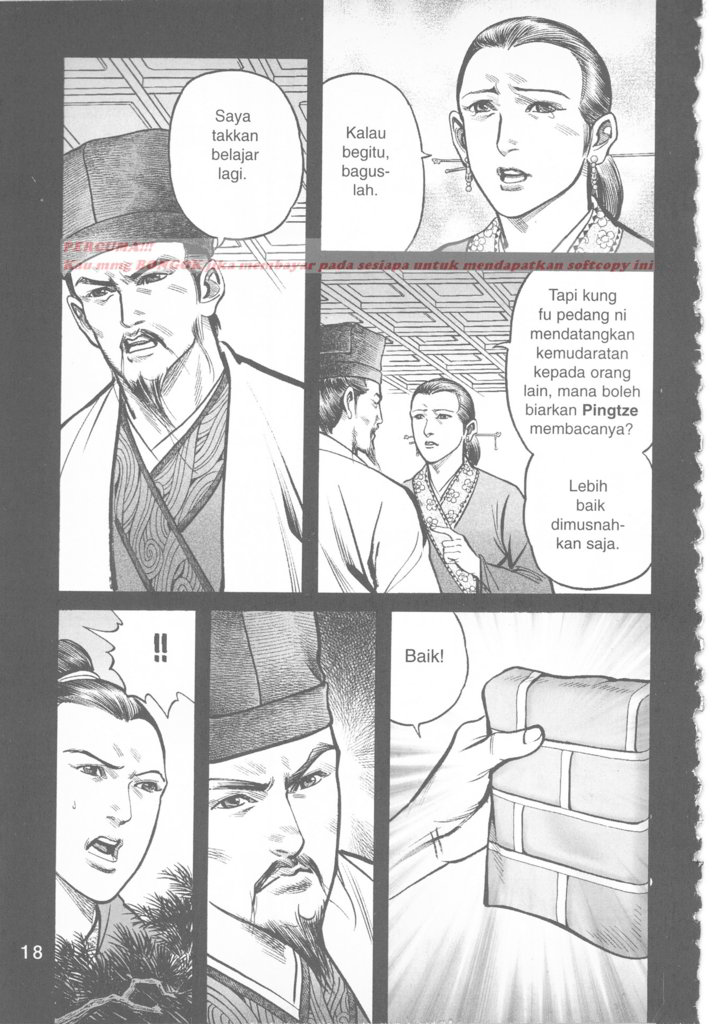 Saya
takkan
belajar
lagi.
Kalau
begitu,
bagus-
lah.
PERCUMA!!!
Kau mmg BONGOK jika membayar pada sesiapa untuk mendapatkan softcopy ini
Tapi kung
fu pedang ni
mendatangkan
kemudaratan
kepada orang
lain, mana boleh
biarkan Pingtze
membacanya?
Lebih
baik
dimusnah-
kan saja.
!!
Baik!
18